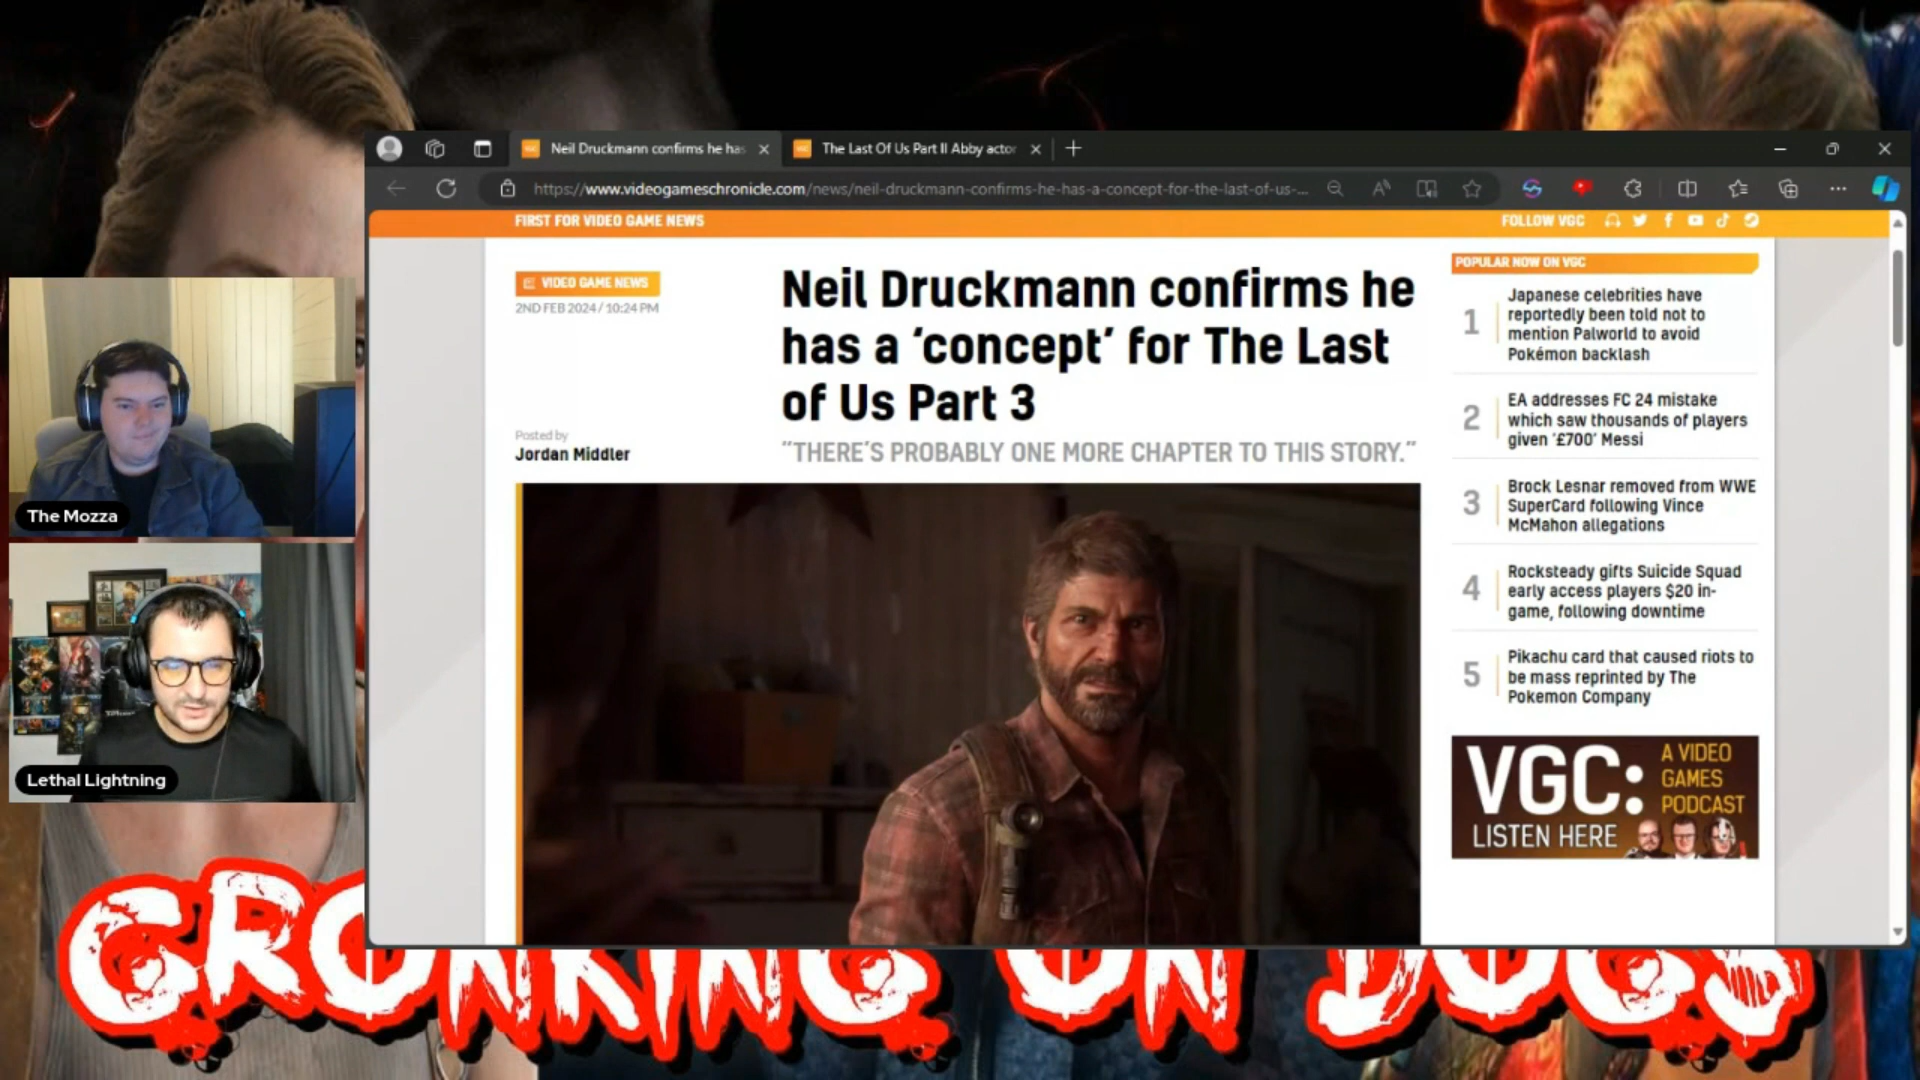 Neil Druckmann confirms he has
The Last Of Us Part II Abby actor
https://www.videogameschronicle.com/news/neil-druckmann-confirms-he-has-a-concept-for-the-last-of-us-...
FIRST FOR VIDEO GAME NEWS
FOLLOW VGC
VIDEO GAME NEWS
2ND FEB 2024 / 10:24 PM
Neil Druckmann confirms he
has a ‘concept’ for The Last
of Us Part 3
Posted by
Jordan Middler
“THERE’S PROBABLY ONE MORE CHAPTER TO THIS STORY.”
POPULAR NOW ON VGC
1
Japanese celebrities have
reportedly been told not to
mention Palworld to avoid
Pokémon backlash
2
EA addresses FC 24 mistake
which saw thousands of players
given ‘£700’ Messi
3
Brock Lesnar removed from WWE
SuperCard following Vince
McMahon allegations
4
Rocksteady gifts Suicide Squad
early access players $20 in-
game, following downtime
5
Pikachu card that caused riots to
be mass reprinted by The
Pokemon Company
VGC:
A VIDEO
GAMES
PODCAST
LISTEN HERE
The Mozza
Lethal Lightning
GRONKING ON DOGS